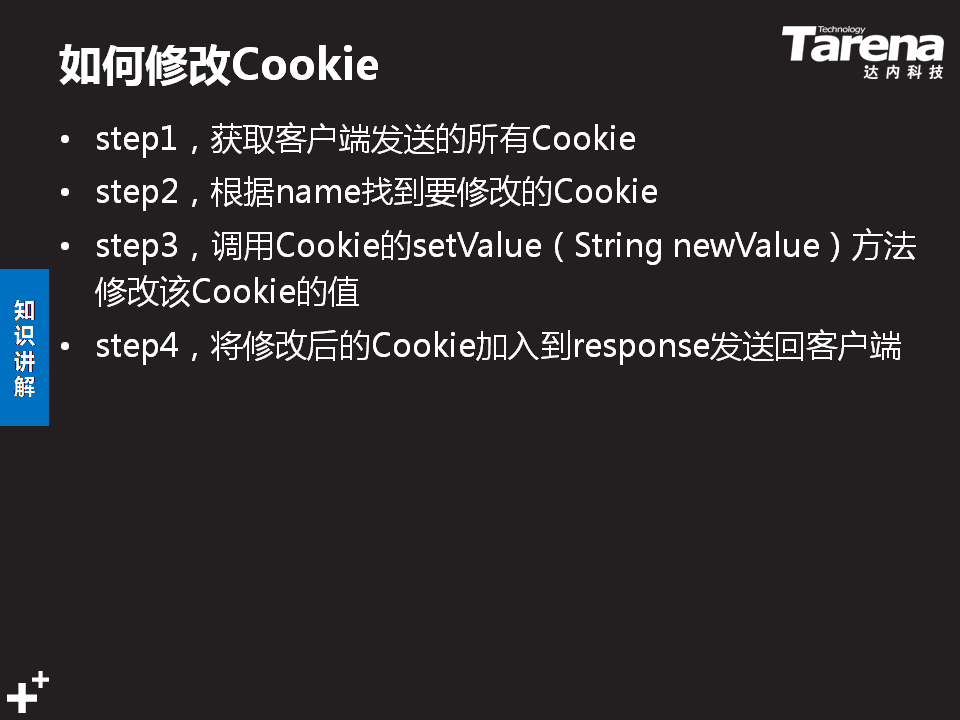 如何修改Cookie
Technology
Tarena
达内科技
• step1，获取客户端发送的所有Cookie
• step2，根据name找到要修改的Cookie
• step3，调用Cookie的setValue（String newValue）方法
修改该Cookie的值
• step4，将修改后的Cookie加入到response发送回客户端
知
识
讲
解